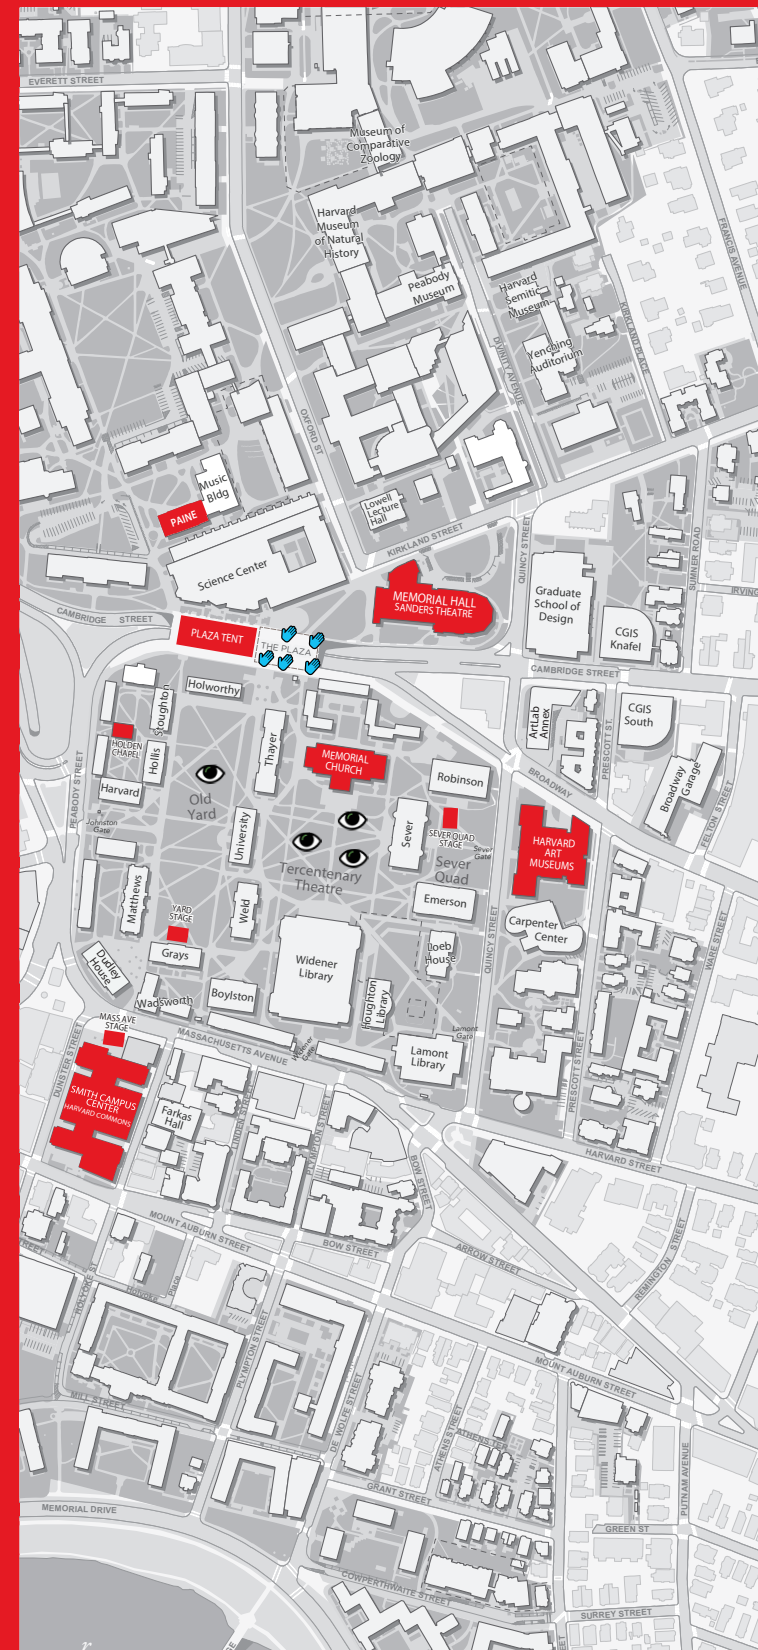 EVERETT STREET
Museum of
Comparative
Zoology
Harvard
Museum
of Natural
History
Peabody
Museum
Harvard
Semitic
Museum
Yenching
Auditorium
FRANCIS AVENUE
KIRKLAND PLACE
DIVINITY AVENUE
OXFORD ST
Music
Bldg
PAINE
Lowell
Lecture
Hall
KIRKLAND STREET
QUINCY STREET
SUMNER ROAD
IRVING
Science Center
MEMORIAL HALL
SANDERS THEATRE
Graduate
School of
Design
CGIS
Knafel
CAMBRIDGE STREET
PLAZA TENT
THE PLAZA
CAMBRIDGE STREET
Holworthy
Stoughton
HOLDEN
CHAPEL
Hollis
Harvard
Thayer
MEMORIAL
CHURCH
Robinson
ArtLab
Annex
PRESCOTT ST.
CGIS
South
BROADWAY
Broadway
Garage
FELTON STREET
PEABODY STREET
Johnston
Gate
Old
Yard
University
Sever
SEVER QUAD
STAGE
Sever
Gate
Sever
Quad
HARVARD
ART
MUSEUMS
Tercentenary
Theatre
Matthews
YARD
STAGE
Weld
Emerson
Carpenter
Center
QUINCY STREET
WARE STREET
Grays
Dudley
House
Widener
Library
Loeb
House
Wadsworth
Boylston
Houghton
Library
MASS AVE
STAGE
MASSACHUSETTS AVENUE
Widener
Gate
Lamont
Gate
Lamont
Library
DUNSTER STREET
SMITH CAMPUS
CENTER
HARVARD COMMONS
Farkas
Hall
LINDEN STREET
PLYMPTON STREET
PRESCOTT STREET
HARVARD STREET
BOW STREET
MOUNT AUBURN STREET
BOW STREET
ARROW STREET
REMINGTON STREET
HOLYOKE ST
Holyoke Place
PLYMPTON STREET
MOUNT AUBURN STREET
MILL STREET
DE WOLFE STREET
ATHENS STREET
ATHENS TER
PUTNAM AVENUE
GRANT STREET
MEMORIAL DRIVE
GREEN ST
COWPERTHWAITE STREET
SURREY STREET